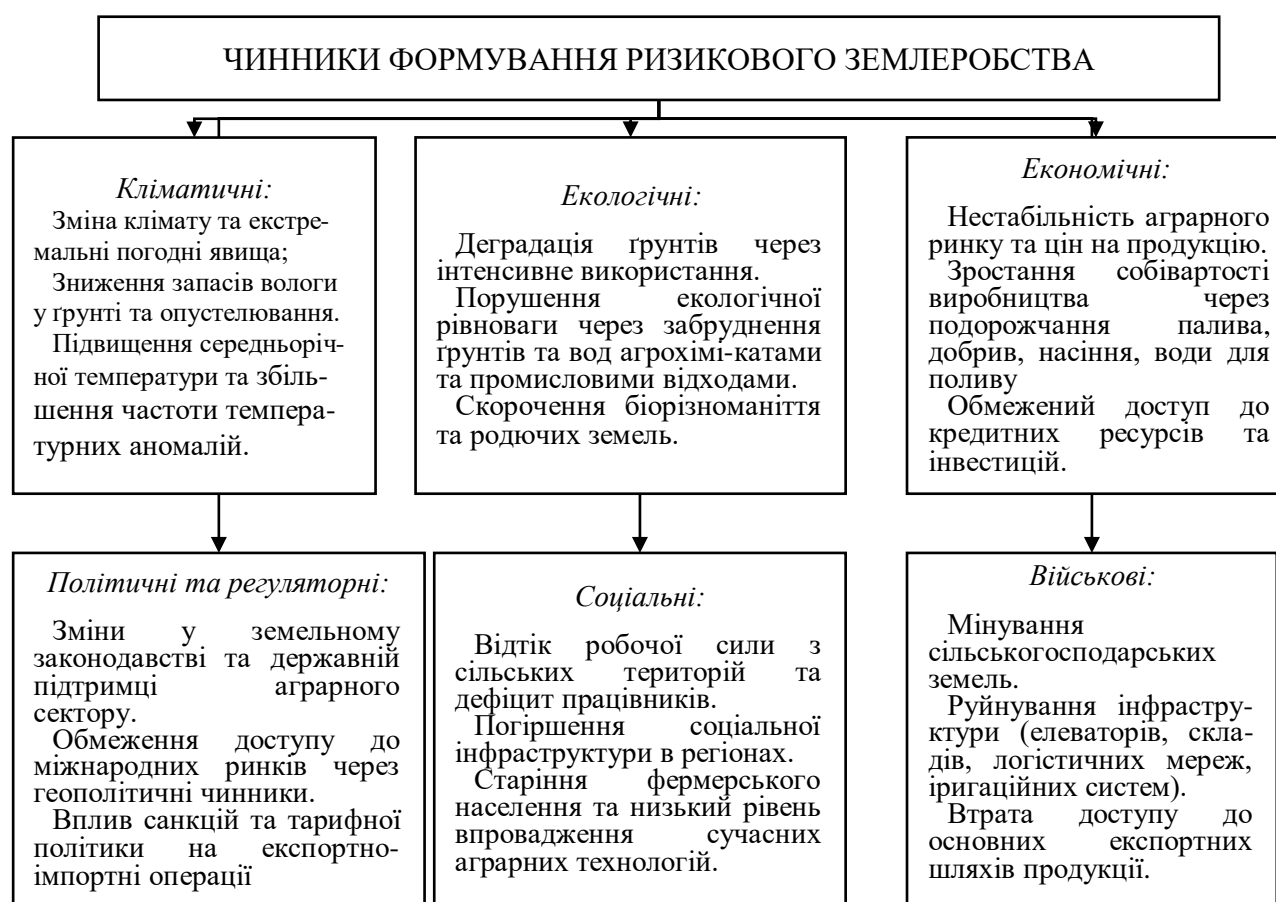 ЧИННИКИ ФОРМУВАННЯ РИЗИКОВОГО ЗЕМЛЕРОБСТВА
Кліматичні:
Зміна клімату та екстре-
мальні погодні явища;
Зниження запасів вологи
у ґрунті та опустелювання.
Підвищення середньоріч-
ної температури та збіль-
шення частоти темпера-
турних аномалій.
Екологічні:
Деградація ґрунтів через
інтенсивне використання.
Порушення екологічної
рівноваги через забруднення
ґрунтів та вод агрохімі-катами
та промисловими відходами.
Скорочення біорізноманіття
та родючих земель.
Економічні:
Нестабільність аграрного
ринку та цін на продукцію.
Зростання собівартості
виробництва через
подорожчання палива,
добрив, насіння, води для
поливу
Обмежений доступ до
кредитних ресурсів та
інвестицій.
Політичні та регуляторні:
Зміни у земельному
законодавстві та державній
підтримці аграрного
сектору.
Обмеження доступу до
міжнародних ринків через
геополітичні чинники.
Вплив санкцій та тарифної
політики на експортно-
імпортні операції
Соціальні:
Відтік робочої сили з
сільських територій та
дефіцит працівників.
Погіршення соціальної
інфраструктури в регіонах.
Старіння фермерського
населення та низький рівень
впровадження сучасних
аграрних технологій.
Військові:
Мінування
сільськогосподарських
земель.
Руйнування інфрастру-
ктури (елеваторів, скла-
дів, логістичних мереж,
іригаційних систем).
Втрата доступу до
основних експортних
шляхів продукції.